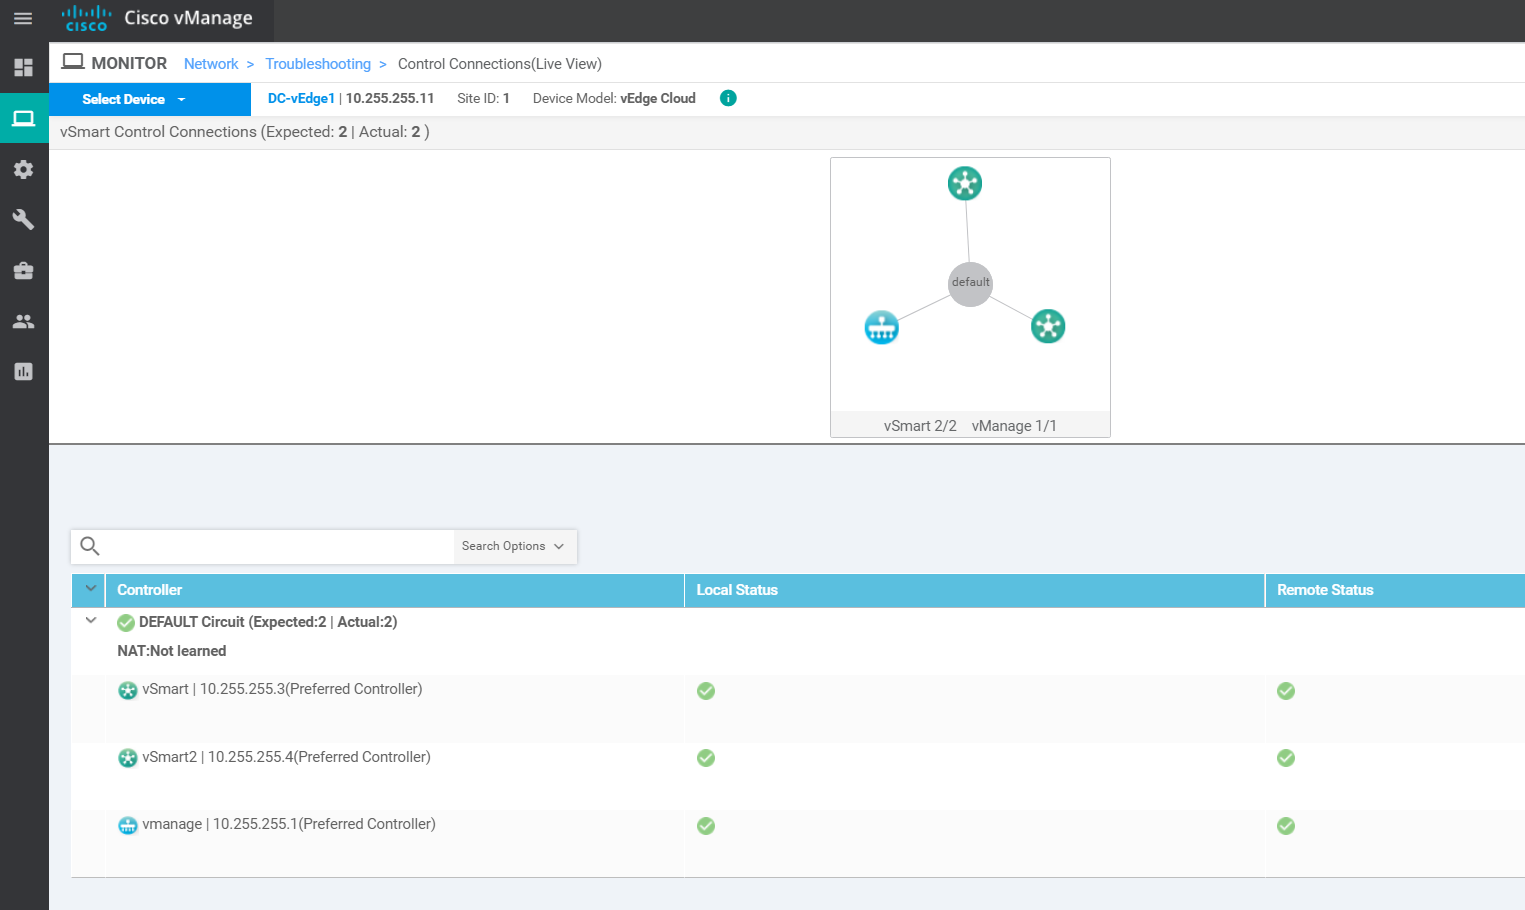 cisco Cisco vManage
MONITOR Network > Troubleshooting > Control Connections(Live View)
Select Device DC-vEdge1 | 10.255.255.11 Site ID: 1 Device Model: vEdge Cloud i
vSmart Control Connections (Expected: 2 | Actual: 2 )
default
vSmart 2/2 vManage 1/1
Search Options
Controller Local Status Remote Status
DEFAULT Circuit (Expected:2 | Actual:2)
NAT:Not learned
vSmart | 10.255.255.3(Preferred Controller)
vSmart2 | 10.255.255.4(Preferred Controller)
vmanage | 10.255.255.1(Preferred Controller)